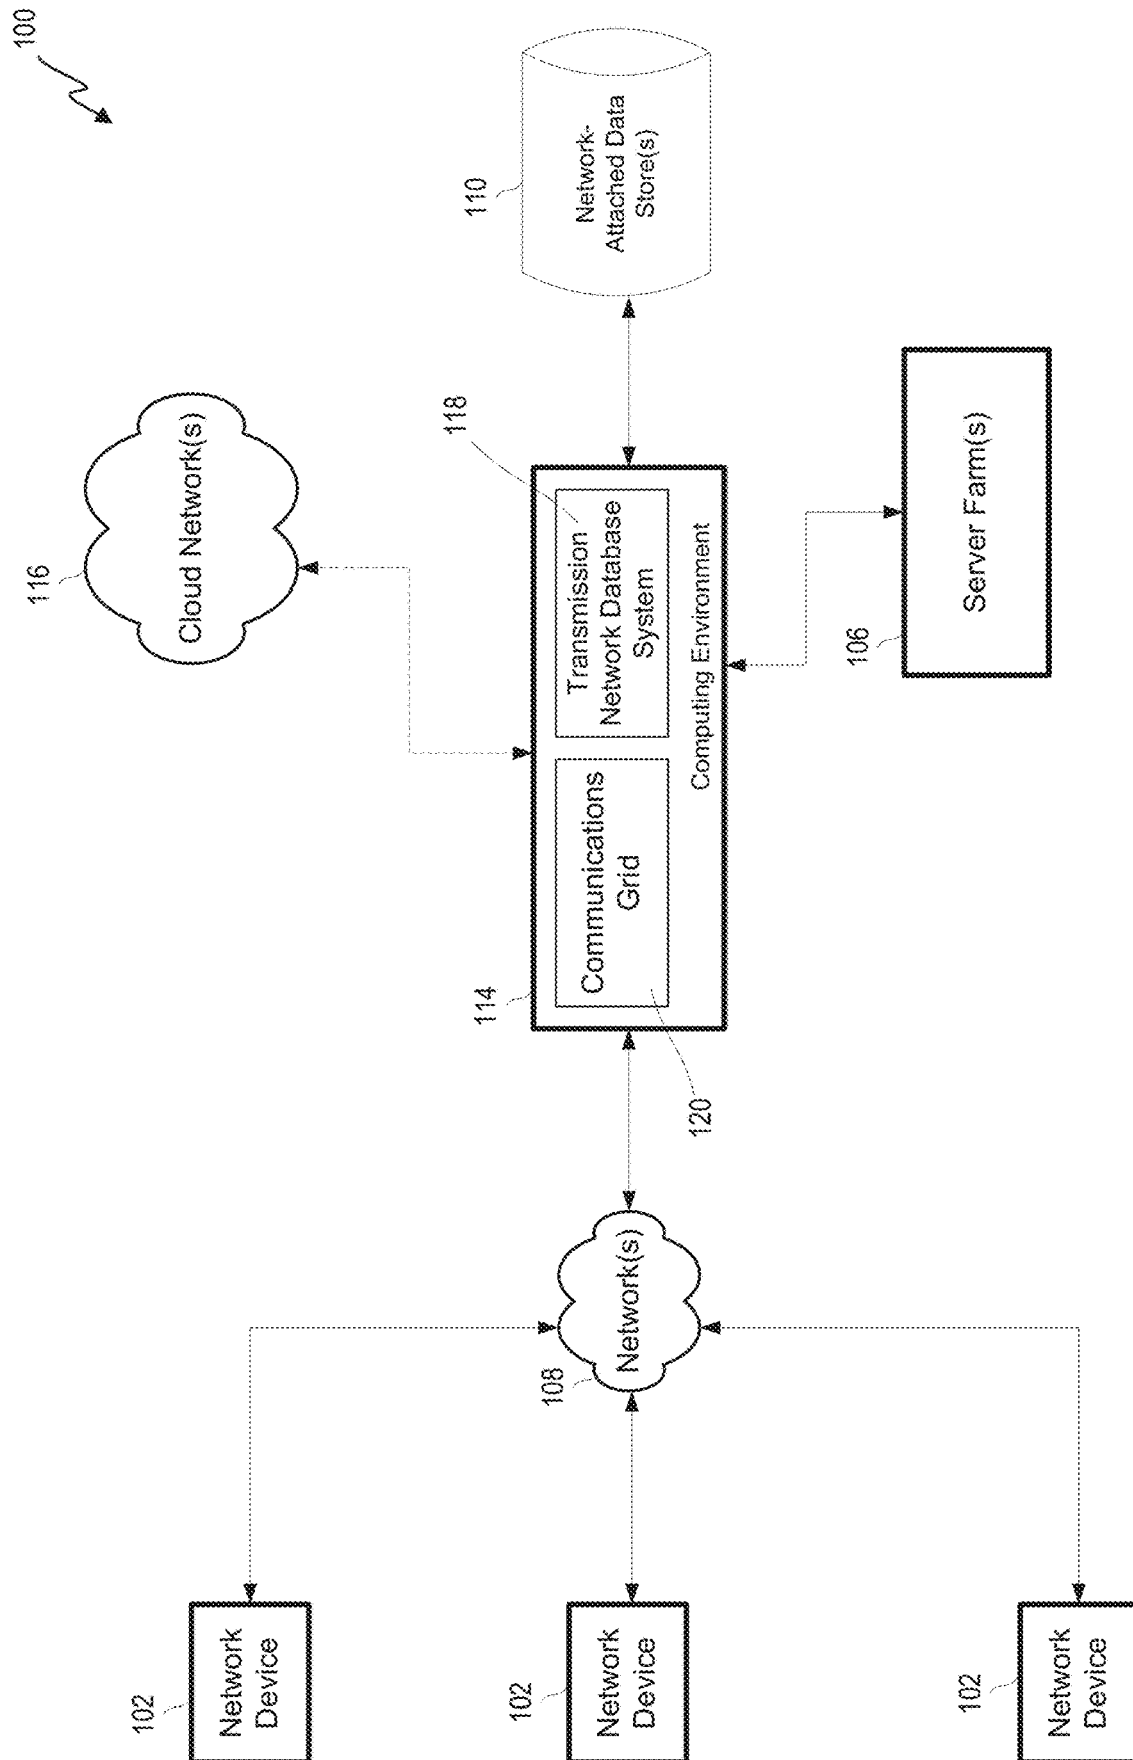 100
116
Cloud Network(s)
102
Network
Device
110
Network-
Attached Data
Store(s)
118
114
Communications
Grid
Transmission
Network Database
System
Computing Environment
120
108
Network(s)
102
Network
Device
106
Server Farm(s)
102
Network
Device